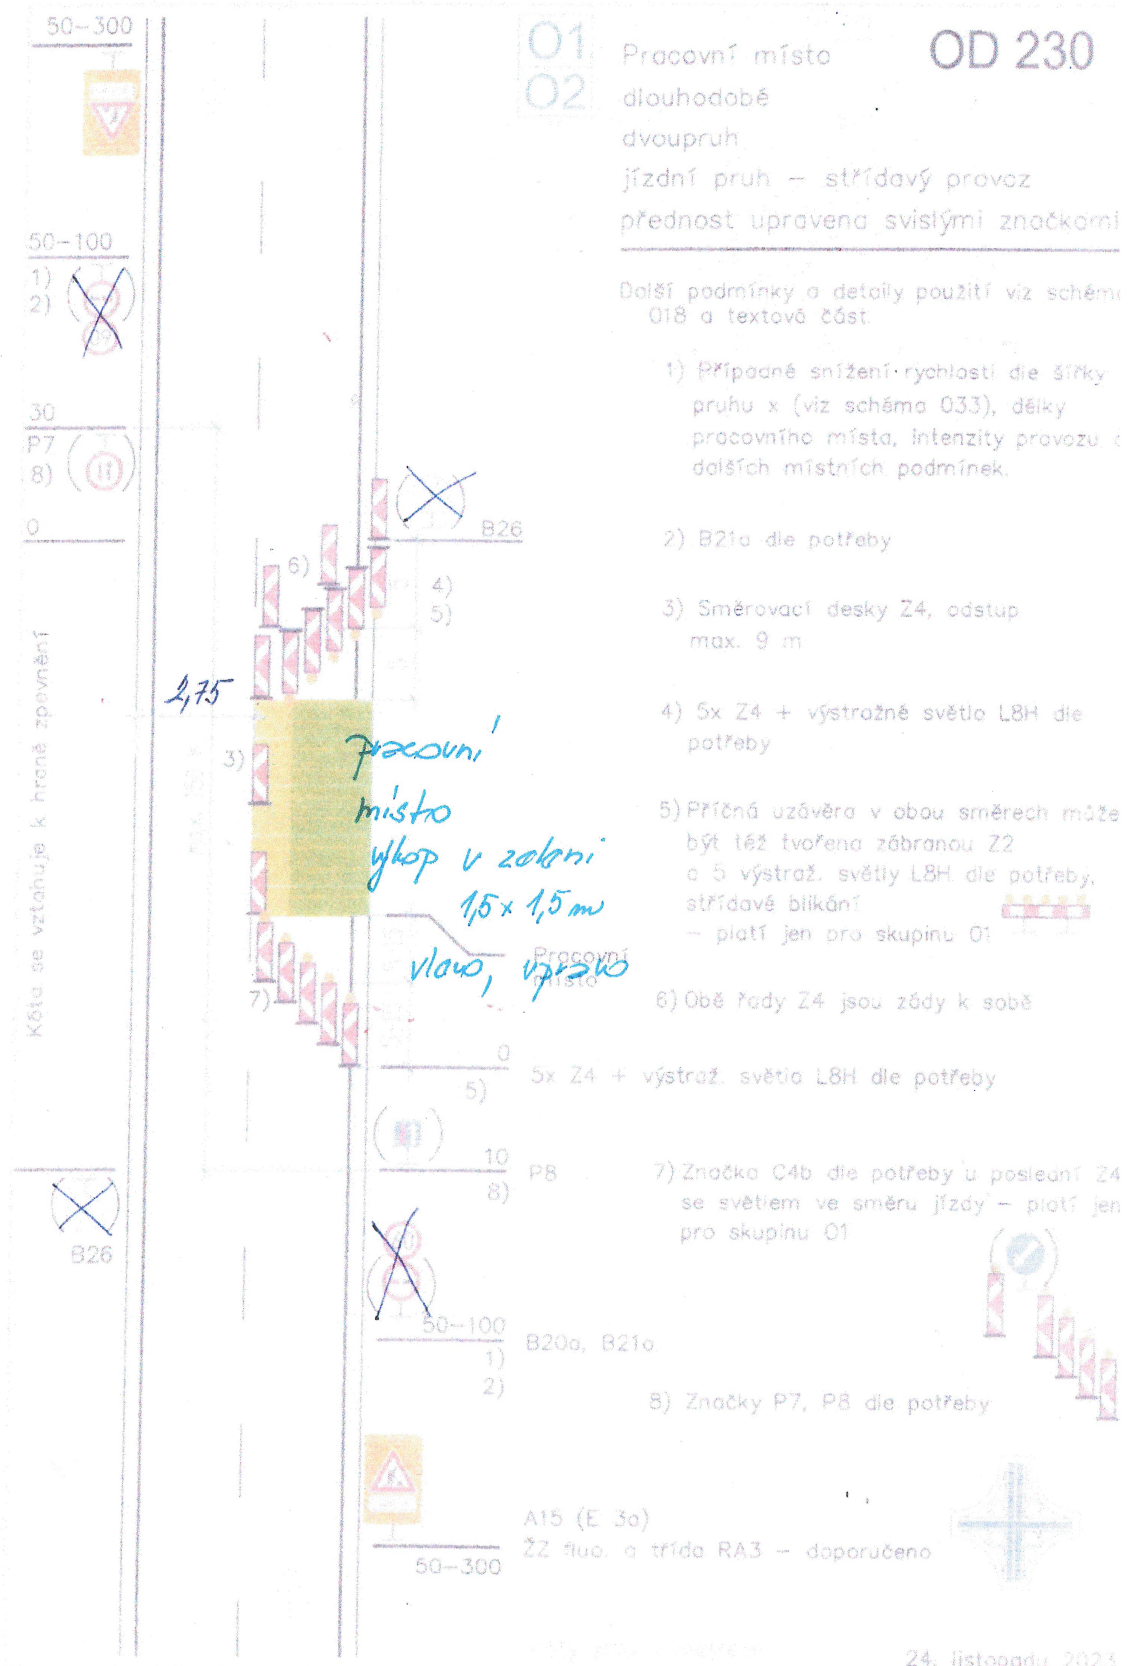 50-300
O1
O2
Pracovní místo
OD 230
dlouhodobé
dvoupruh
jízdní pruh – střídavý provoz
přednost upravena svislými značkami
50-100
1)
2)
Další podmínky a detaily použití viz schéma
018 a textová část.
1) Případné snížení rychlosti dle šířky
pruhu x (viz schéma 033), délky
pracovního místa, intenzity provozu a
dalších místních podmínek.
30
P7
8)
0
B26
6)
4)
5)
2) B21a dle potřeby
3) Směrovací desky Z4, odstup
max. 9 m
Kóta se vztahuje k hraně zpevnění
2,75
3)
pracovní
místo
výkop v zeleni
1,5 x 1,5 m
vlevo, vpravo
Pracovní
místo
4) 5x Z4 + výstražné světlo L8H dle
potřeby
5) Příčná uzávěra v obou směrech může
být též tvořena zábranou Z2
a 5 výstraž. světly L8H dle potřeby,
střídavé blikání
– platí jen pro skupinu O1
6) Obě řady Z4 jsou zády k sobě
7)
0
5)
5x Z4 + výstraž. světlo L8H dle potřeby
10
P8
8)
7) Značka C4b dle potřeby u poslední Z4
se světlem ve směru jízdy – platí jen
pro skupinu O1
B26
50-100
1)
2)
B20a, B21a
8) Značky P7, P8 dle potřeby
A15 (E 3a)
ZZ fluo. a třída RA3 – doporučeno
50-300
24. listopadu 2023